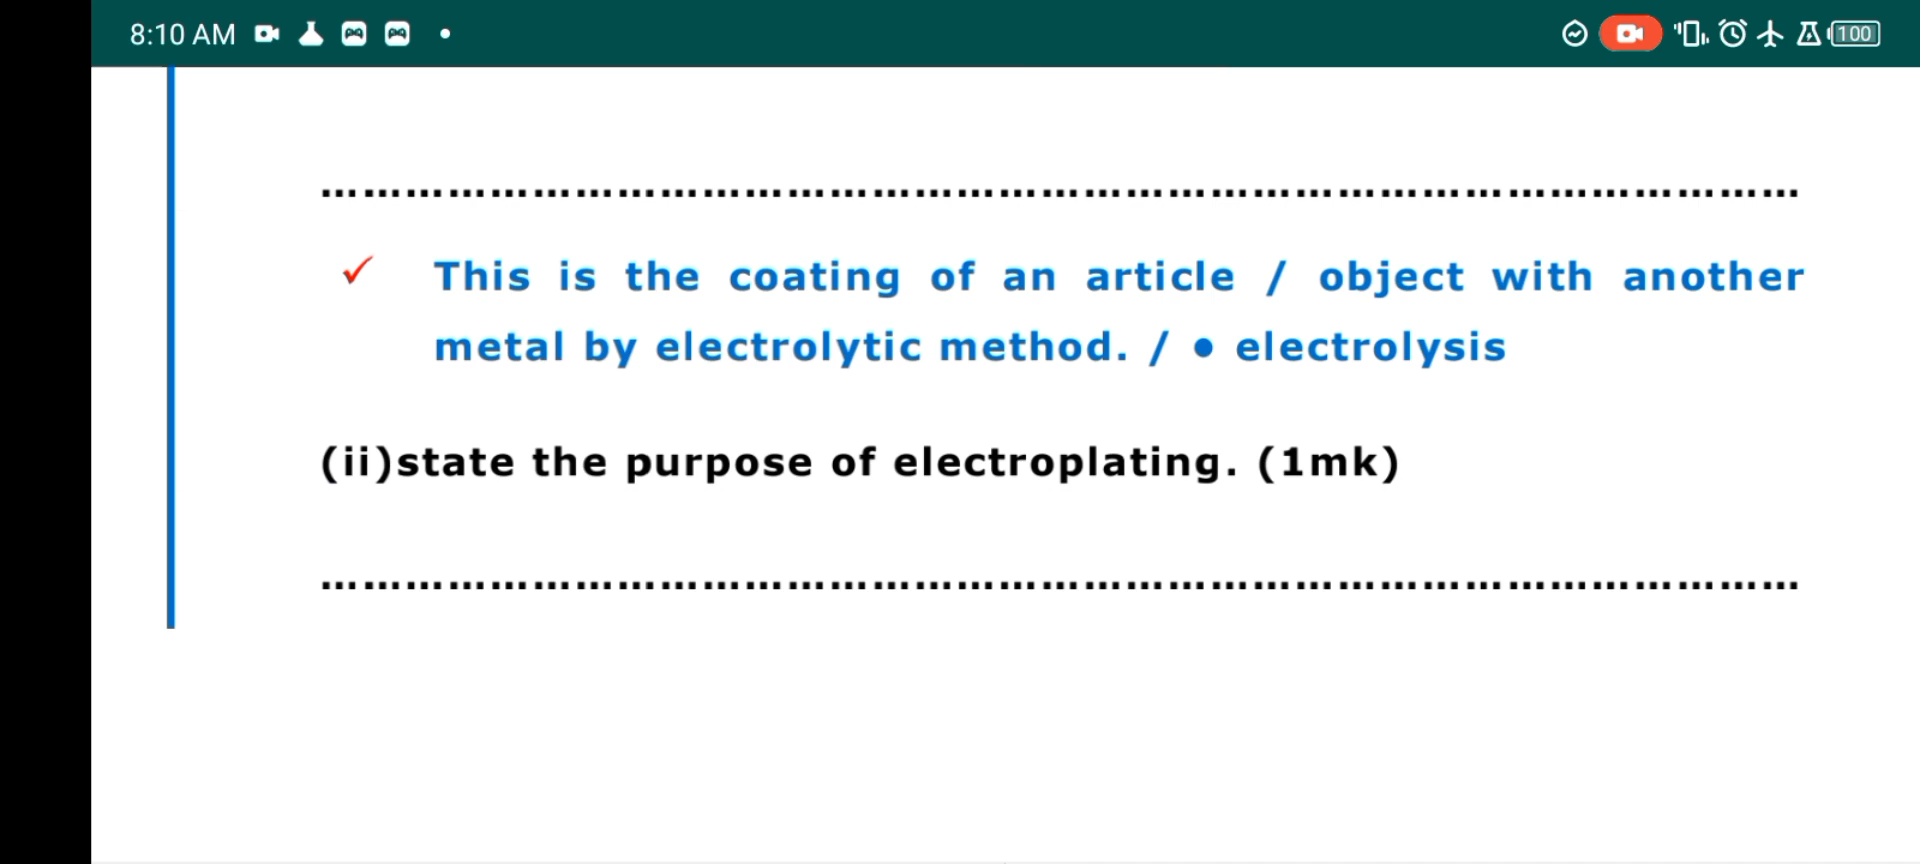 8:10 AM
100
................................................................................
✓ This is the coating of an article / object with another
metal by electrolytic method. / • electrolysis
(ii)state the purpose of electroplating. (1mk)
................................................................................